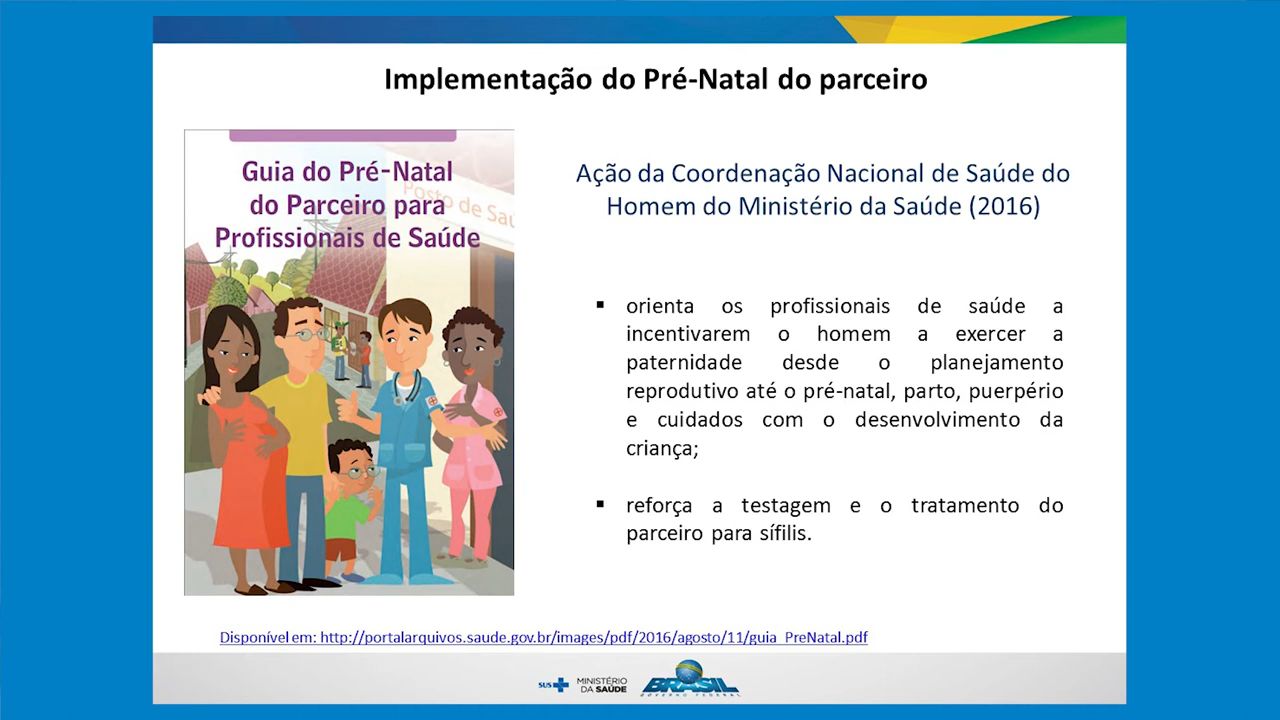 Implementação do Pré-Natal do parceiro
Guia do Pré-Natal
do Parceiro para
Profissionais de Saúde
Posto de Saú
Ação da Coordenação Nacional de Saúde do
Homem do Ministério da Saúde (2016)
▪ orienta os profissionais de saúde a
incentivarem o homem a exercer a
paternidade desde o planejamento
reprodutivo até o pré-natal, parto, puerpério
e cuidados com o desenvolvimento da
criança;
▪ reforça a testagem e o tratamento do
parceiro para sífilis.
Disponível em: http://portalarquivos.saude.gov.br/images/pdf/2016/agosto/11/guia_PreNatal.pdf
SUS
MINISTÉRIO
DA SAÚDE
BRASIL
GOVERNO FEDERAL